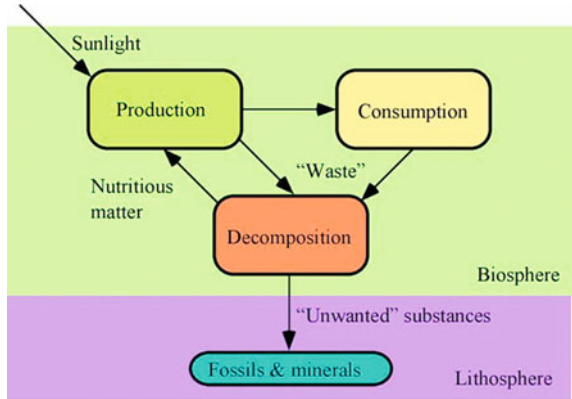 Sunlight
Production
Consumption
“Waste”
Nutritious
matter
Decomposition
Biosphere
“Unwanted” substances
Fossils & minerals
Lithosphere